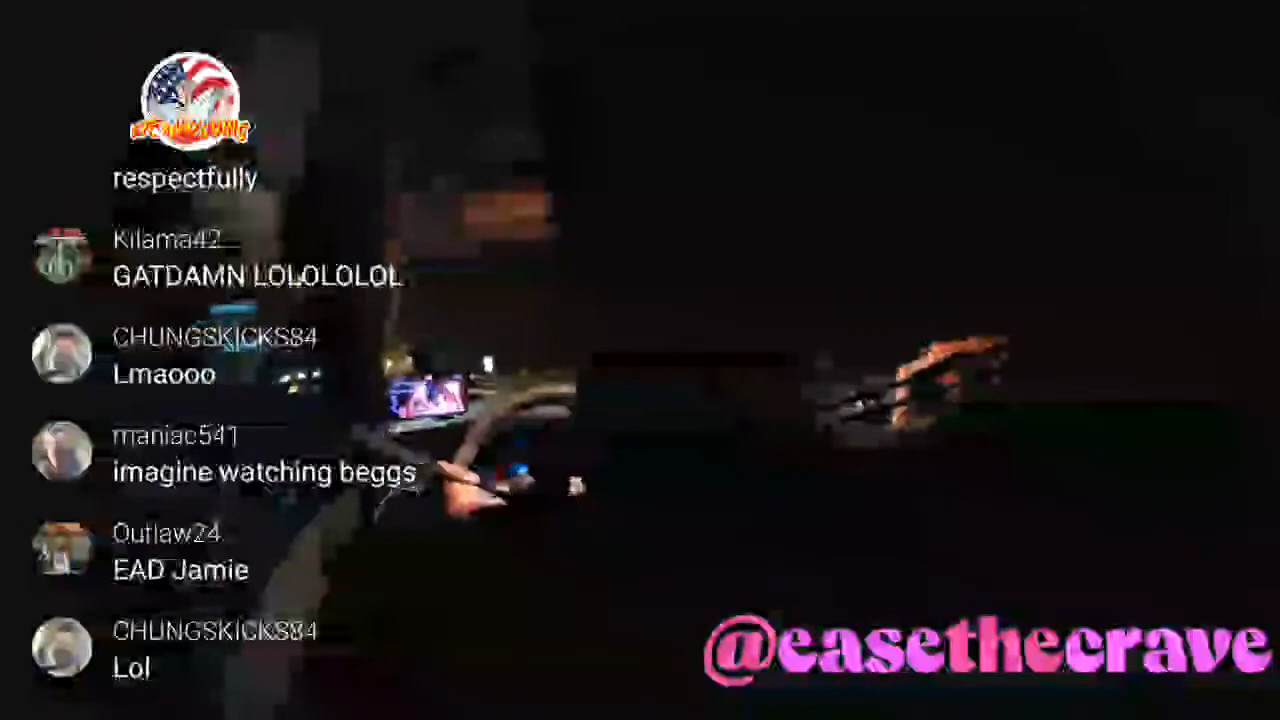 respectfully
Kilama42
GATDAMN LOLOLOLOL
CHUNGSKICKS84
Lmaooo
maniac541
imagine watching beggs
Outlaw24
EAD Jamie
CHUNGSKICKS84
Lol
@easethecrave